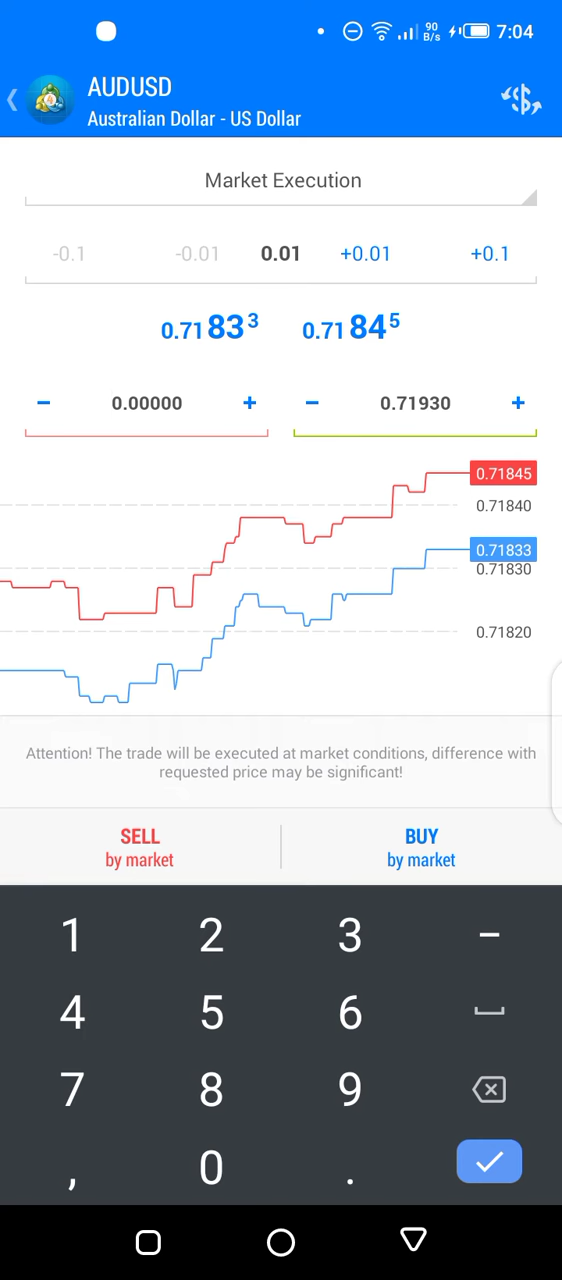 90
B/s
7:04
AUDUSD
Australian Dollar - US Dollar
Market Execution
-0.1 -0.01 0.01 +0.01 +0.1
0.71833 0.71845
− 0.00000 + − 0.71930 +
0.71845
0.71840
0.71833
0.71830
0.71820
Attention! The trade will be executed at market conditions, difference with
requested price may be significant!
SELL BUY
by market by market
1 2 3 −
4 5 6
7 8 9
, 0 .